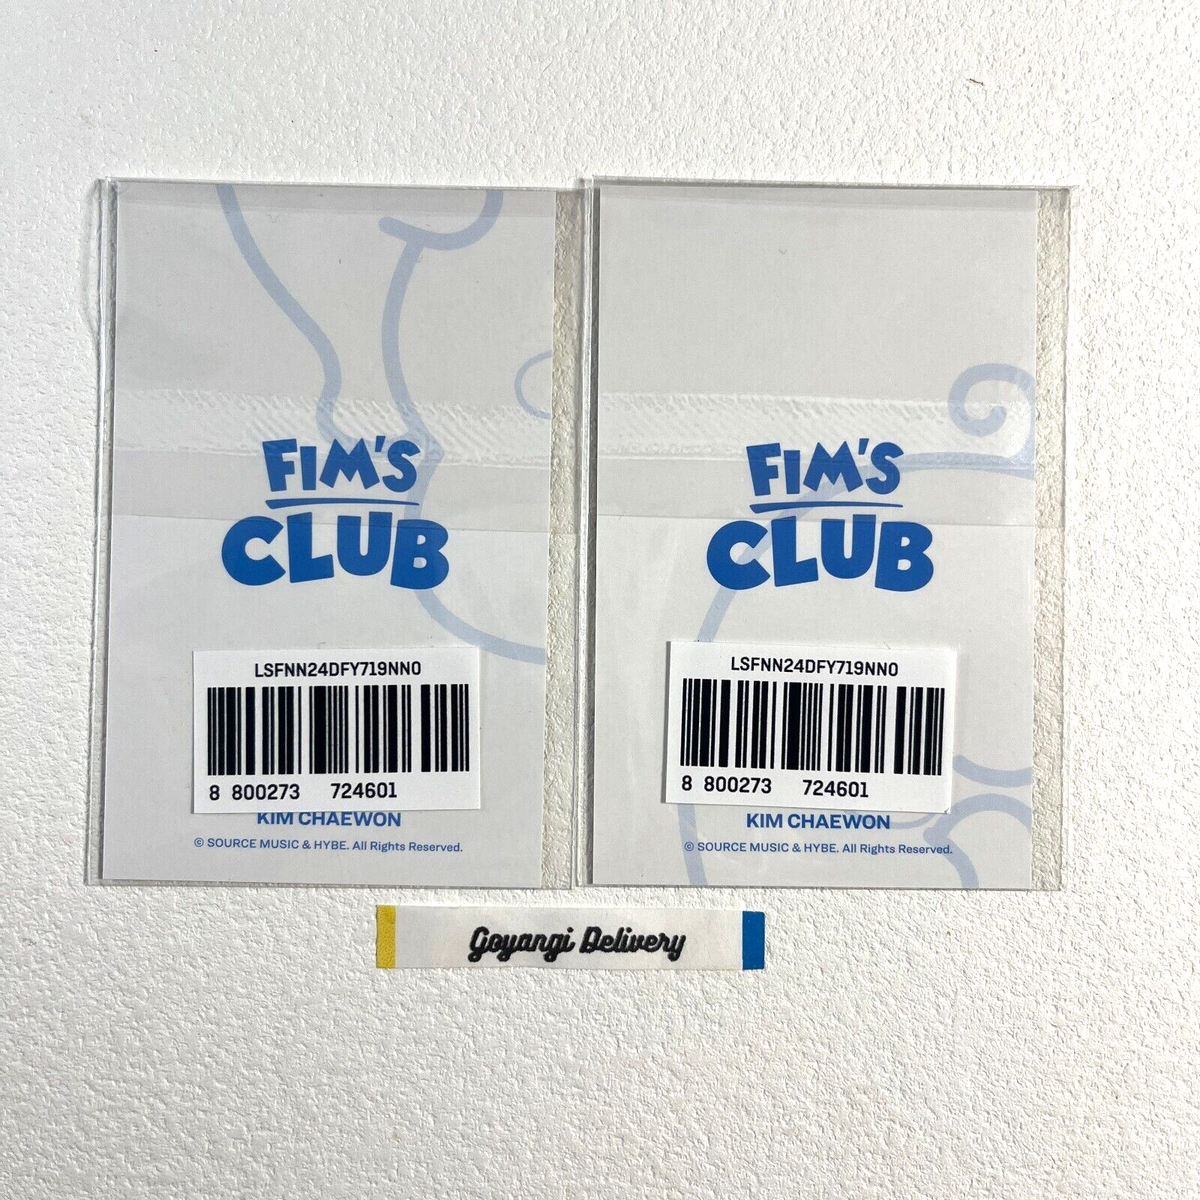 FIM'S
CLUB
LSFNN24DFY719NN0
8 800273 724601
KIM CHAEWON
© SOURCE MUSIC & HYBE. All Rights Reserved.
FIM'S
CLUB
LSFNN24DFY719NN0
8 800273 724601
KIM CHAEWON
© SOURCE MUSIC & HYBE. All Rights Reserved.
Goyangi Delivery